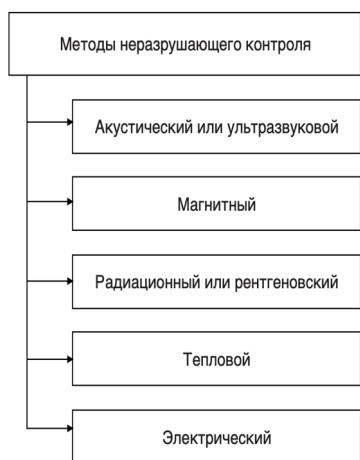 Методы неразрушающего контроля
Акустический или ультразвуковой
Магнитный
Радиационный или рентгеновский
Тепловой
Электрический